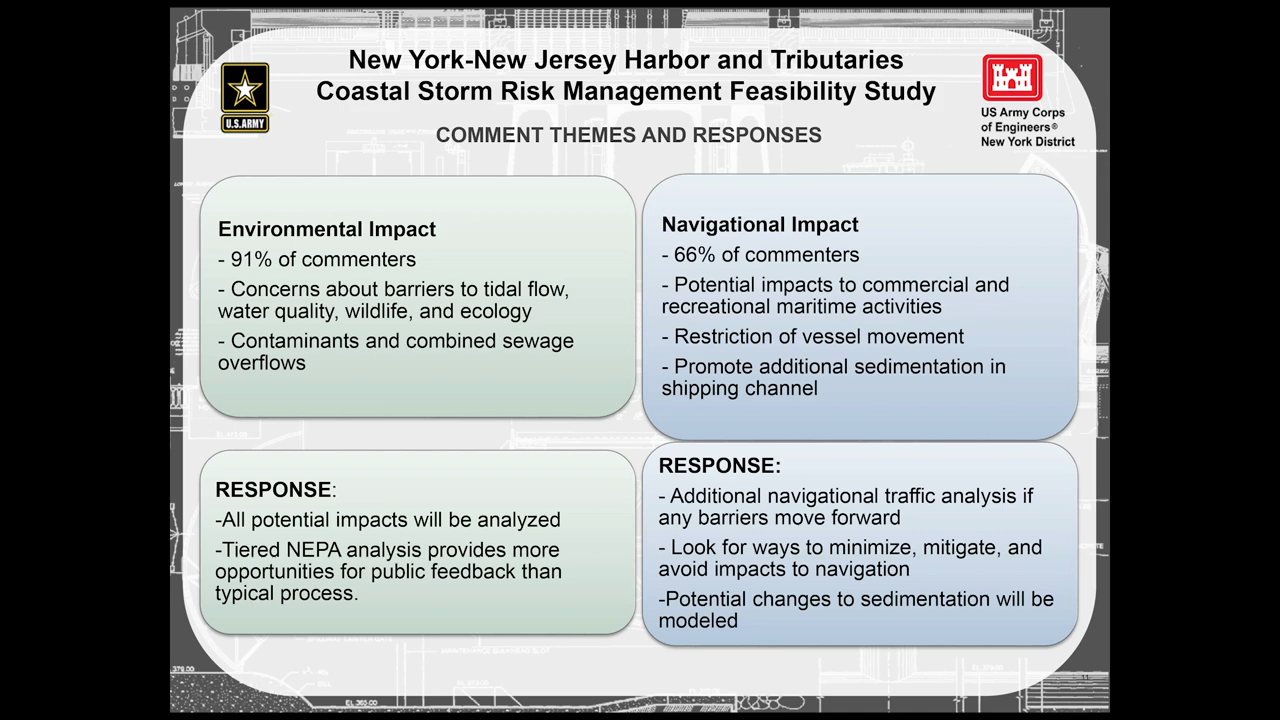 New York-New Jersey Harbor and Tributaries
Coastal Storm Risk Management Feasibility Study
COMMENT THEMES AND RESPONSES
U.S.ARMY
US Army Corps
of Engineers®
New York District
Environmental Impact
- 91% of commenters
- Concerns about barriers to tidal flow,
water quality, wildlife, and ecology
- Contaminants and combined sewage
overflows
Navigational Impact
- 66% of commenters
- Potential impacts to commercial and
recreational maritime activities
- Restriction of vessel movement
- Promote additional sedimentation in
shipping channel
RESPONSE:
-All potential impacts will be analyzed
-Tiered NEPA analysis provides more
opportunities for public feedback than
typical process.
RESPONSE:
- Additional navigational traffic analysis if
any barriers move forward
- Look for ways to minimize, mitigate, and
avoid impacts to navigation
-Potential changes to sedimentation will be
modeled
EL 365.00
11